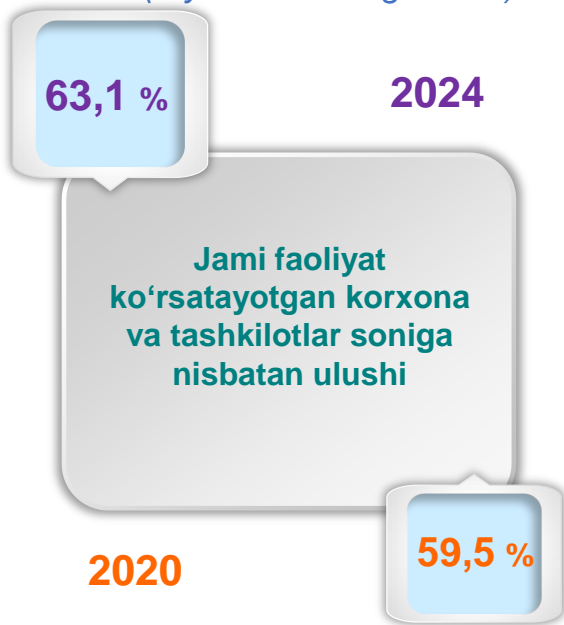 63,1 %
2024
Jami faoliyat
ko‘rsatayotgan korxona
va tashkilotlar soniga
nisbatan ulushi
59,5 %
2020